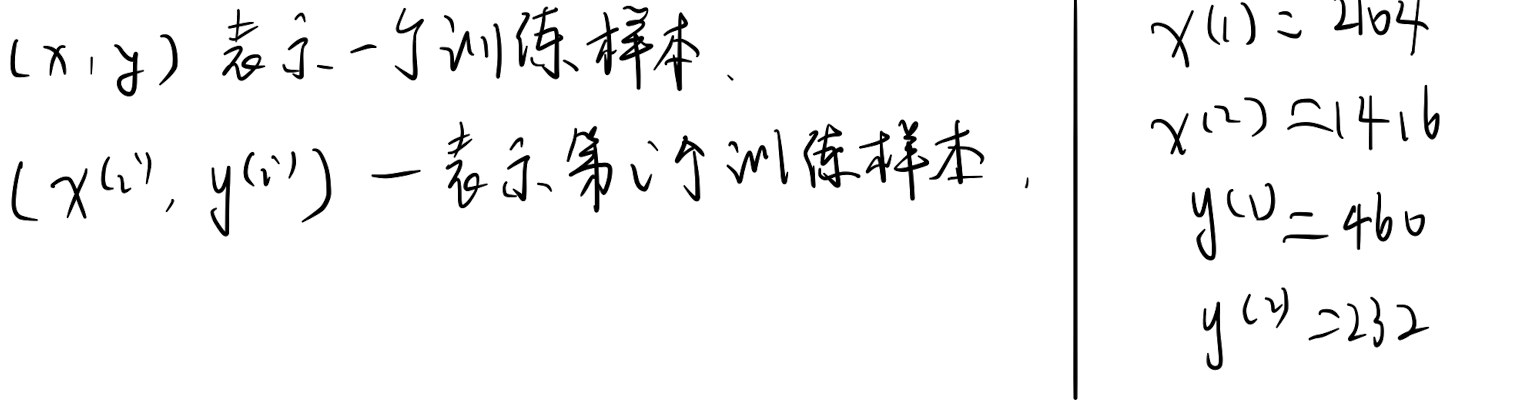 (x, y) 表示一个训练样本.
(x^(i), y^(i)) — 表示第i个训练样本.
x^(1) = 2104
x^(2) = 1416
y^(1) = 460
y^(2) = 232